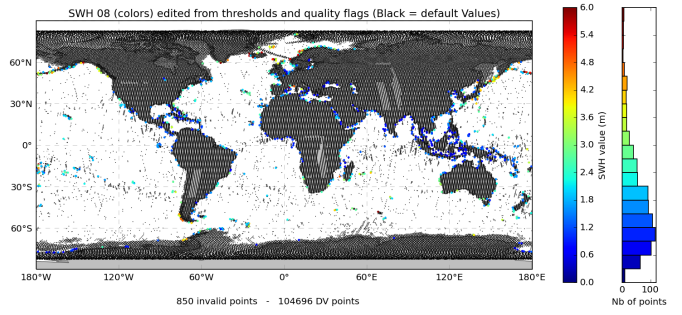 SWH 08 (colors) edited from thresholds and quality flags (Black = default Values)
60°N
30°N
0°
30°S
60°S
180°W 120°W 60°W 0° 60°E 120°E 180°E
850 invalid points - 104696 DV points
6.0
5.4
4.8
4.2
3.6
3.0
2.4
1.8
1.2
0.6
0.0
SWH value (m)
0 100
Nb of points